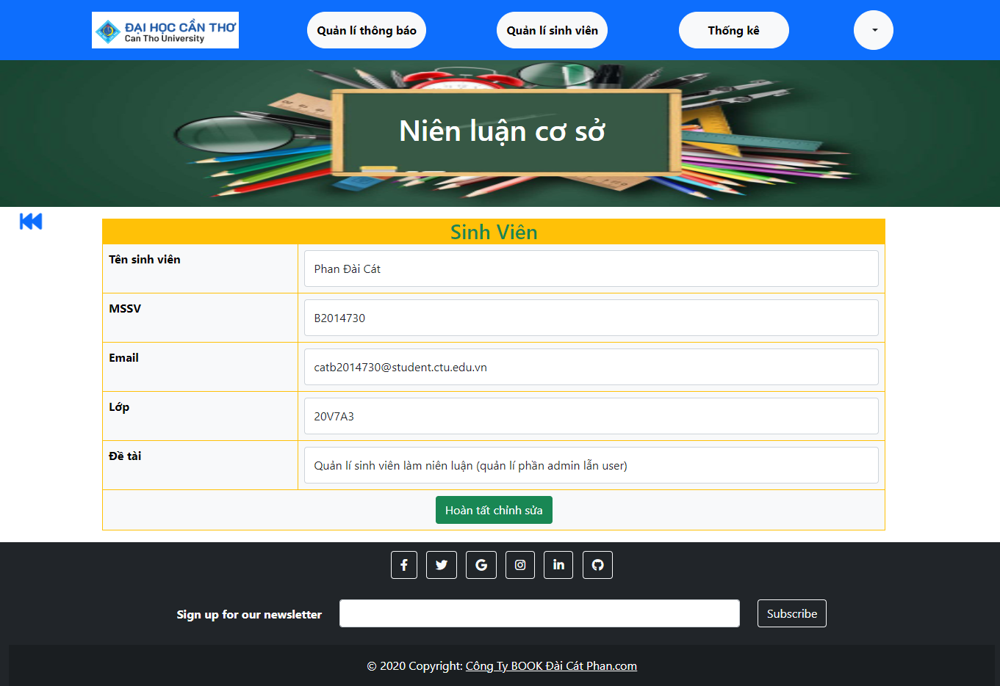 ĐẠI HỌC CẦN THƠ
Can Tho University
Quản lí thông báo
Quản lí sinh viên
Thống kê
Niên luận cơ sở
Sinh Viên
Tên sinh viên
Phan Đài Cát
MSSV
B2014730
Email
catb2014730@student.ctu.edu.vn
Lớp
20V7A3
Đề tài
Quản lí sinh viên làm niên luận (quản lí phần admin lẫn user)
Hoàn tất chỉnh sửa
Sign up for our newsletter
Subscribe
© 2020 Copyright: Công Ty BOOK Đài Cát Phan.com